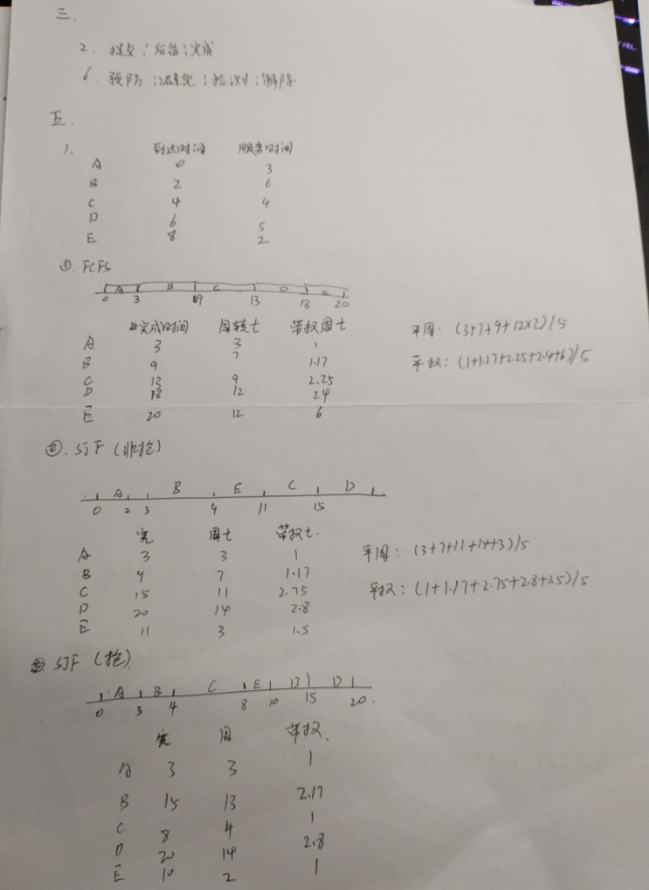 三.
2. 提交;后备;完成
6. 预防;避免;检测;解除
五.
1. 到达时间 服务时间
A 0 3
B 2 6
C 4 4
D 6 5
E 8 2
①. FCFS
A B C D E
0 3 9 13 18 20
完成时间 周转t 带权周t
A 3 3 1
B 9 7 1.17
C 13 9 2.25
D 18 12 2.4
E 20 12 6
平周: (3+7+9+12×2)/5
平权: (1+1.17+2.25+2.4+6)/5
②. SJF (非抢)
A B E C D
0 2 3 9 11 15
完 周t 带权t.
A 3 3 1
B 9 7 1.17
C 15 11 2.75
D 20 14 2.8
E 11 3 1.5
平周: (3+7+11+14+3)/5
平权: (1+1.17+2.75+2.8+1.5)/5
③ SJF (抢)
A B C E B D
0 3 4 8 10 15 20.
完 周 带权.
A 3 3 1
B 15 13 2.17
C 8 4 1
D 20 14 2.8
E 10 2 1